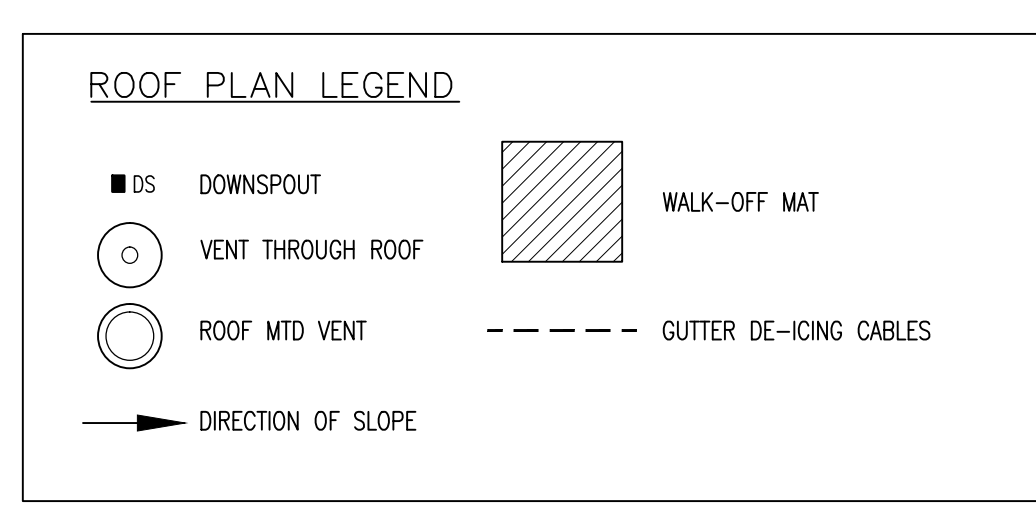 ROOF PLAN LEGEND
DS DOWNSPOUT
VENT THROUGH ROOF
ROOF MTD VENT
DIRECTION OF SLOPE
WALK-OFF MAT
GUTTER DE-ICING CABLES